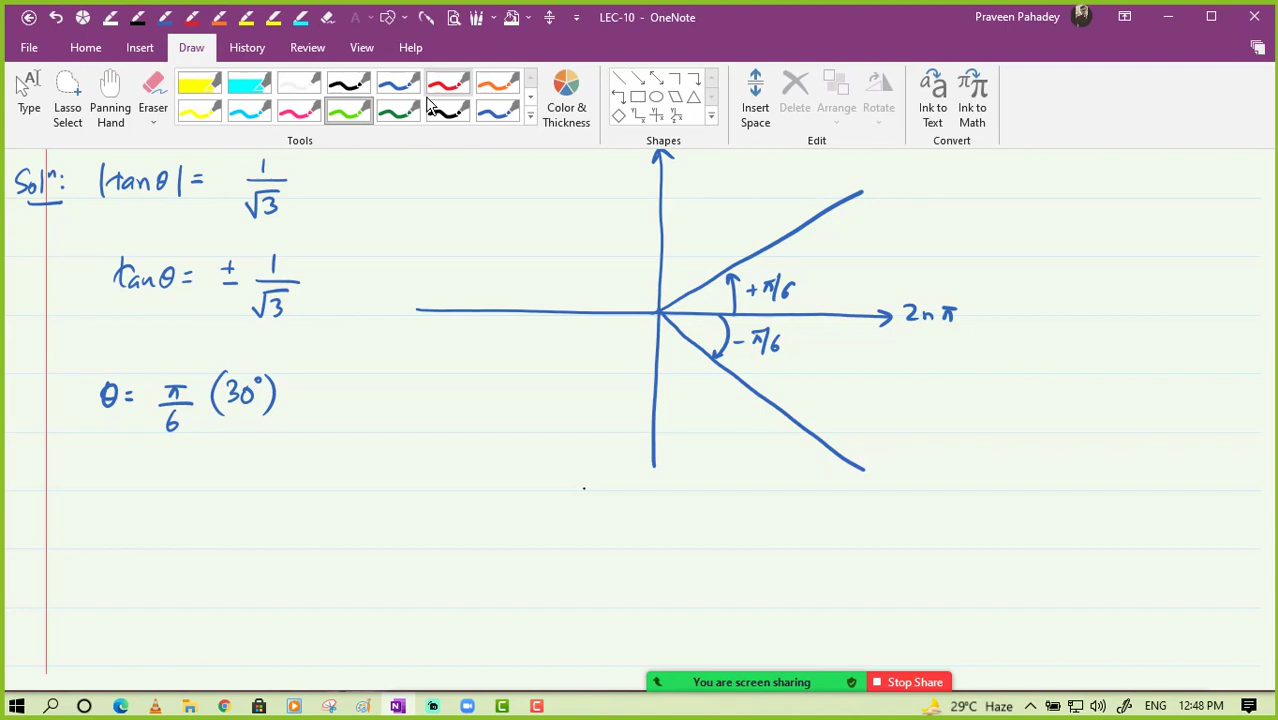 LEC-10 - OneNote
Praveen Pahadey
File Home Insert Draw History Review View Help
Type
Lasso Select
Panning Hand
Eraser
Color & Thickness
Insert Space
Delete
Arrange
Rotate
Ink to Text
Ink to Math
Tools
Shapes
Edit
Convert
Solⁿ: |tanθ| = 1/√3
tanθ = ± 1/√3
θ = π/6 (30°)
+π/6
2nπ
-π/6
You are screen sharing
Stop Share
29°C Haze
ENG
12:48 PM